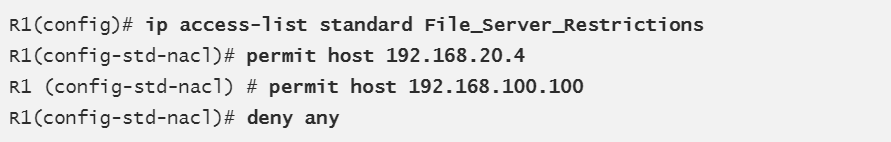 R1(config)# ip access-list standard File_Server_Restrictions
R1(config-std-nacl)# permit host 192.168.20.4
R1 (config-std-nacl) # permit host 192.168.100.100
R1(config-std-nacl)# deny any